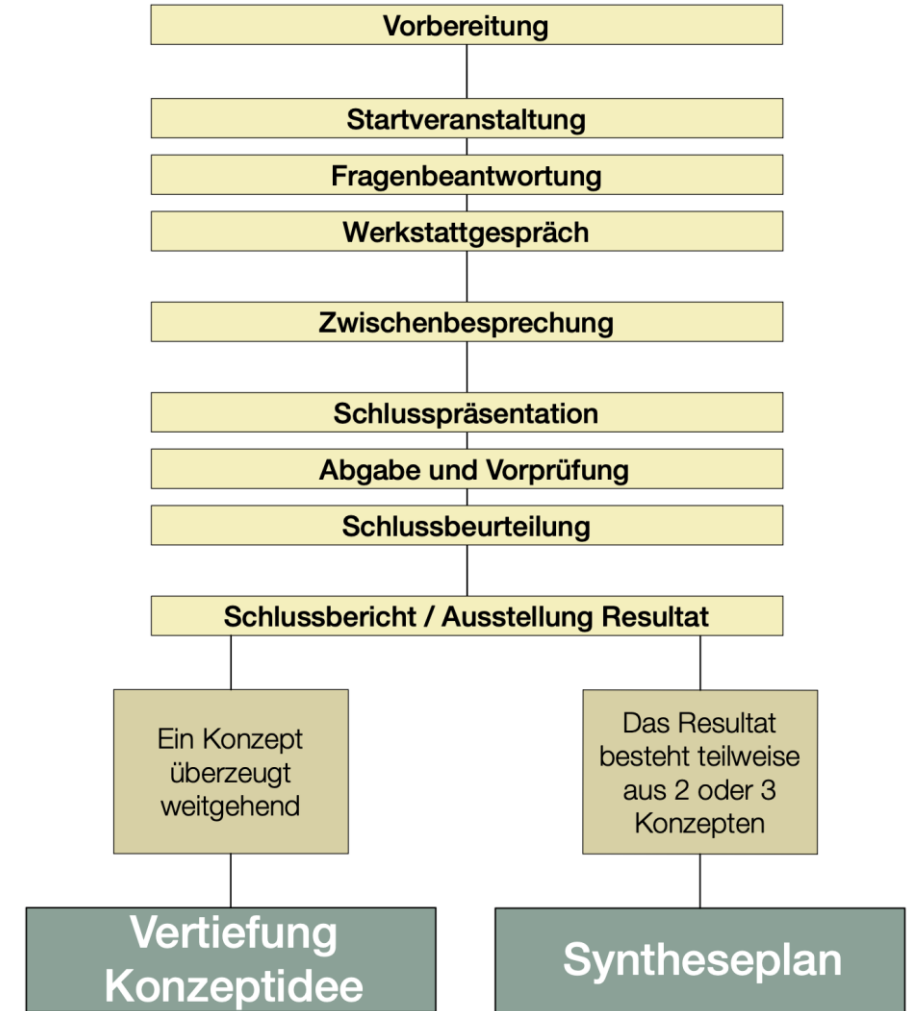 Vorbereitung
Startveranstaltung
Fragenbeantwortung
Werkstattgespräch
Zwischenbesprechung
Schlusspräsentation
Abgabe und Vorprüfung
Schlussbeurteilung
Schlussbericht / Ausstellung Resultat
Ein Konzept
überzeugt
weitgehend
Das Resultat
besteht teilweise
aus 2 oder 3
Konzepten
Vertiefung
Konzeptidee
Syntheseplan